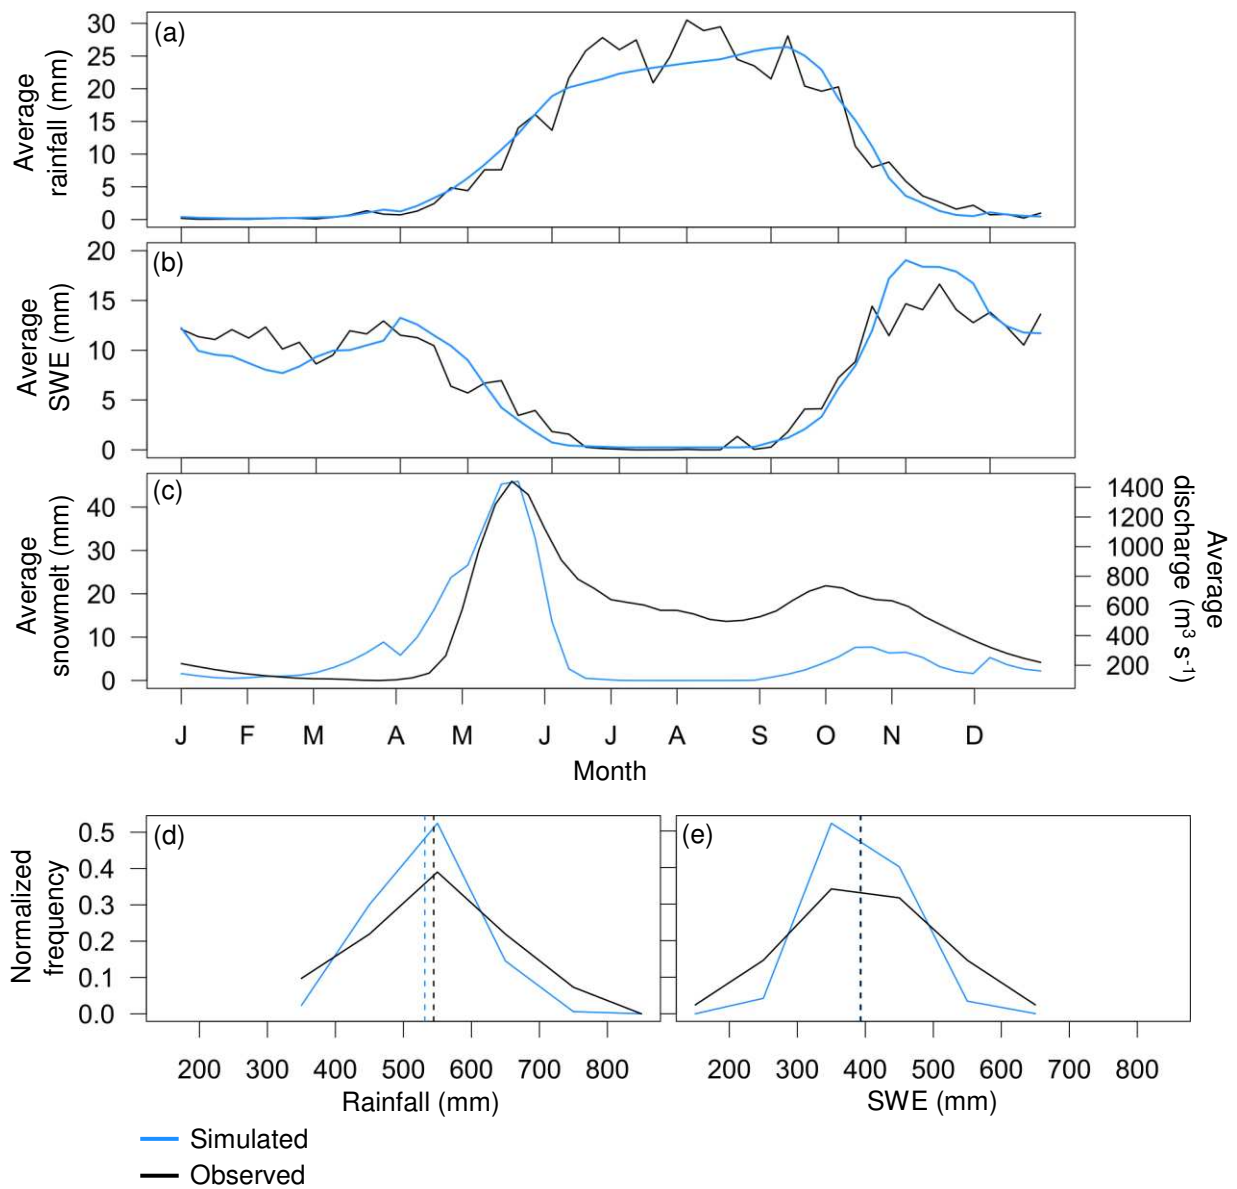 (a)
30
25
20
15
10
5
0
Average
rainfall (mm)
(b)
20
15
10
5
0
Average
SWE (mm)
(c)
40
30
20
10
0
Average
snowmelt (mm)
1400
1200
1000
800
600
400
200
Average
discharge (m³ s⁻¹)
J F M A M J J A S O N D
Month
(d)
0.5
0.4
0.3
0.2
0.1
0.0
Normalized
frequency
200 300 400 500 600 700 800
Rainfall (mm)
(e)
200 300 400 500 600 700 800
SWE (mm)
Simulated
Observed